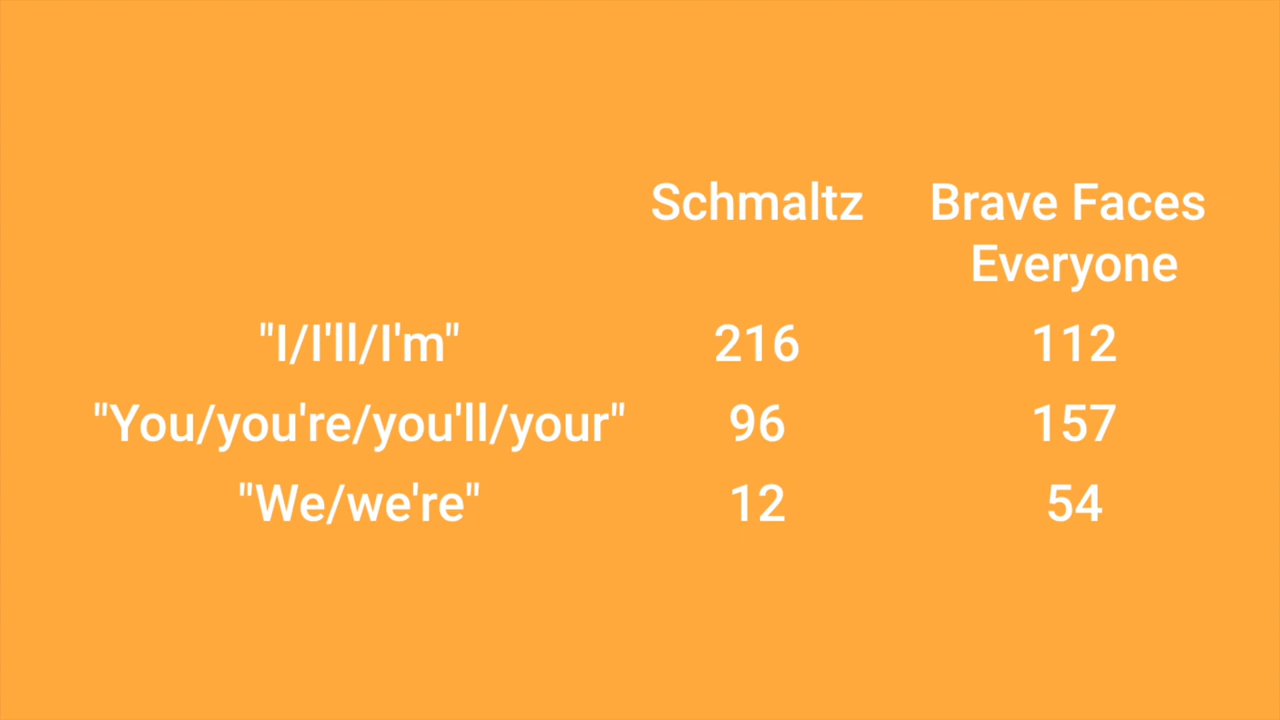 Schmaltz Brave Faces
Everyone
"I/I'll/I'm" 216 112
"You/you're/you'll/your" 96 157
"We/we're" 12 54